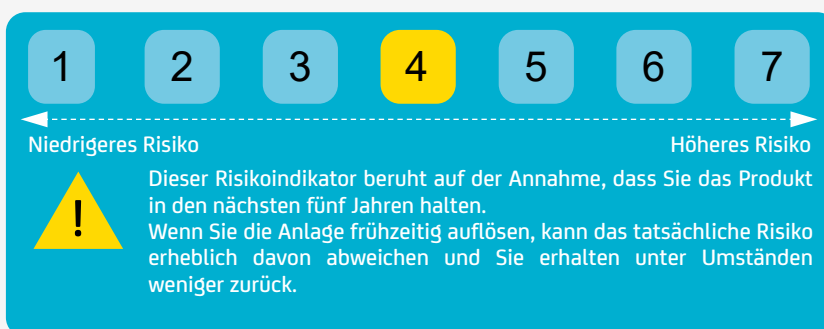 1 2 3 4 5 6 7
Niedrigeres Risiko Höheres Risiko
!
Dieser Risikoindikator beruht auf der Annahme, dass Sie das Produkt
in den nächsten fünf Jahren halten.
Wenn Sie die Anlage frühzeitig auflösen, kann das tatsächliche Risiko
erheblich davon abweichen und Sie erhalten unter Umständen
weniger zurück.